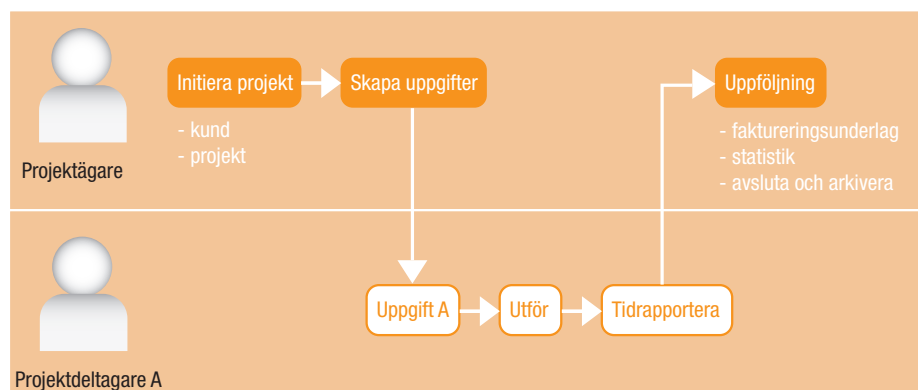 Initiera projekt
Skapa uppgifter
Uppföljning
- kund
- projekt
- faktureringsunderlag
- statistik
- avsluta och arkivera
Projektägare
Uppgift A
Utför
Tidrapportera
Projektdeltagare A